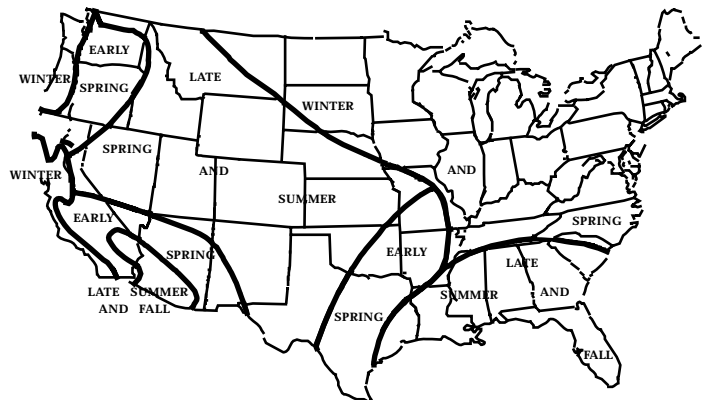 EARLY
WINTER
SPRING
LATE
WINTER
SPRING
AND
SUMMER
AND
WINTER
EARLY
SPRING
LATE
AND
SUMMER
FALL
EARLY
SPRING
SPRING
LATE
SUMMER
AND
FALL